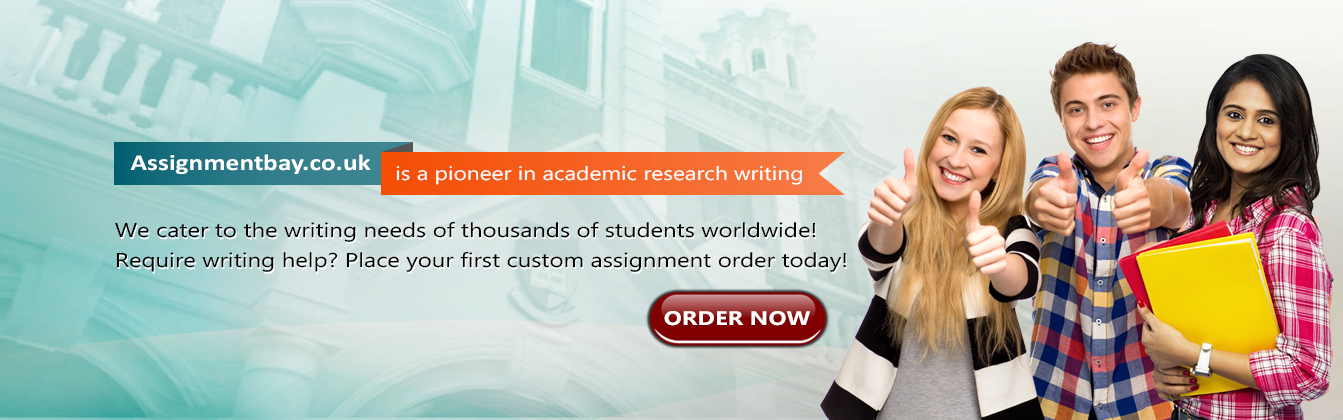 Assignmentbay.co.uk is a pioneer in academic research writing
We cater to the writing needs of thousands of students worldwide!
Require writing help? Place your first custom assignment order today!
ORDER NOW